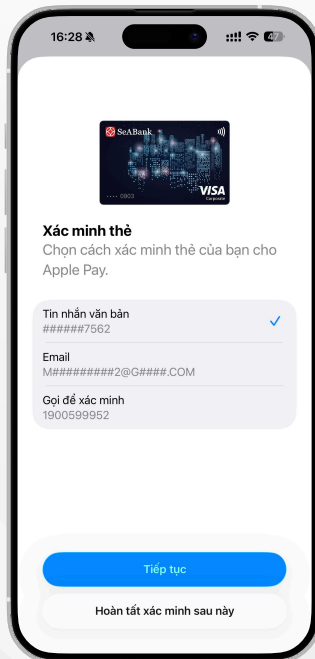 16:28
47
SeABank
···· 0903
VISA
Corporate
Xác minh thẻ
Chọn cách xác minh thẻ của bạn cho
Apple Pay.
Tin nhắn văn bản
######7562
Email
M#########2@G####.COM
Gọi để xác minh
1900599952
Tiếp tục
Hoàn tất xác minh sau này